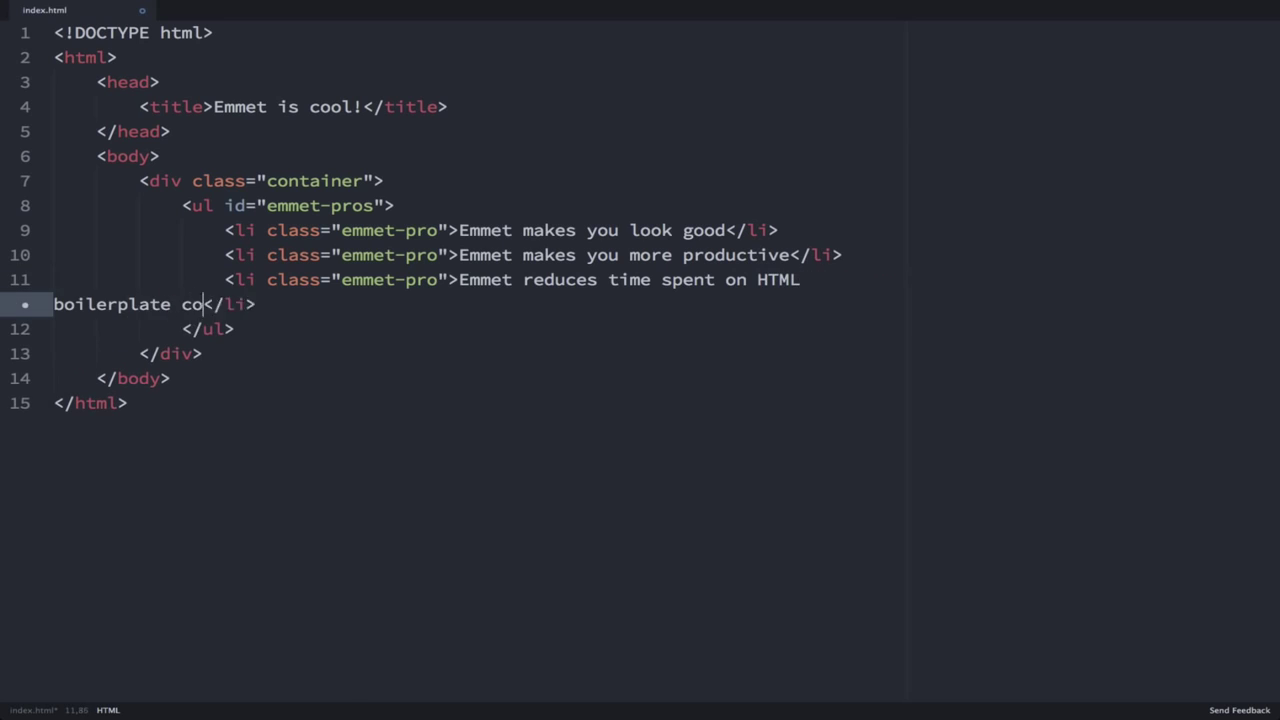 index.html
1 <!DOCTYPE html>
2 <html>
3 <head>
4 <title>Emmet is cool!</title>
5 </head>
6 <body>
7 <div class="container">
8 <ul id="emmet-pros">
9 <li class="emmet-pro">Emmet makes you look good</li>
10 <li class="emmet-pro">Emmet makes you more productive</li>
11 <li class="emmet-pro">Emmet reduces time spent on HTML
• boilerplate co</li>
12 </ul>
13 </div>
14 </body>
15 </html>
index.html* 11,86 HTML Send Feedback